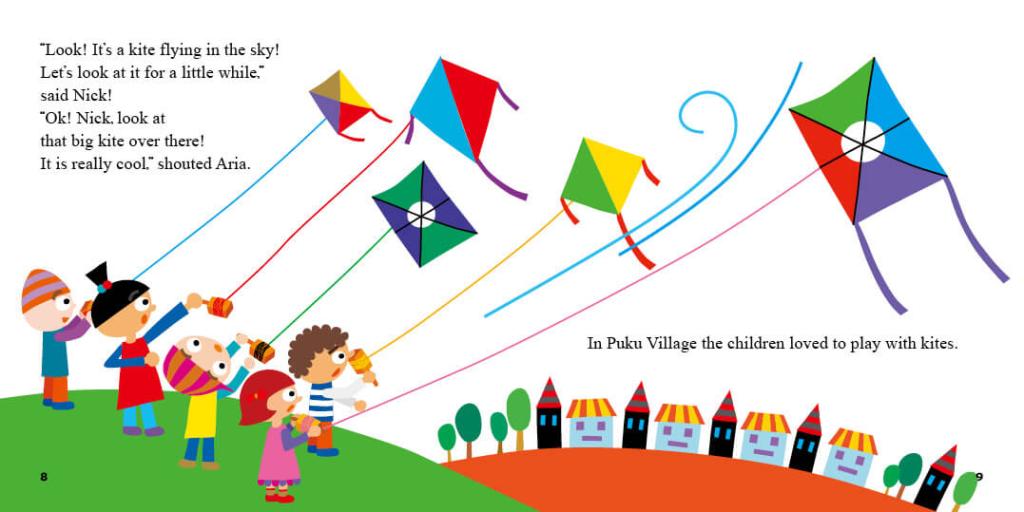 "Look! It's a kite flying in the sky!
Let's look at it for a little while,"
said Nick!
"Ok! Nick, look at
that big kite over there!
It is really cool," shouted Aria.
In Puku Village the children loved to play with kites.
8
9